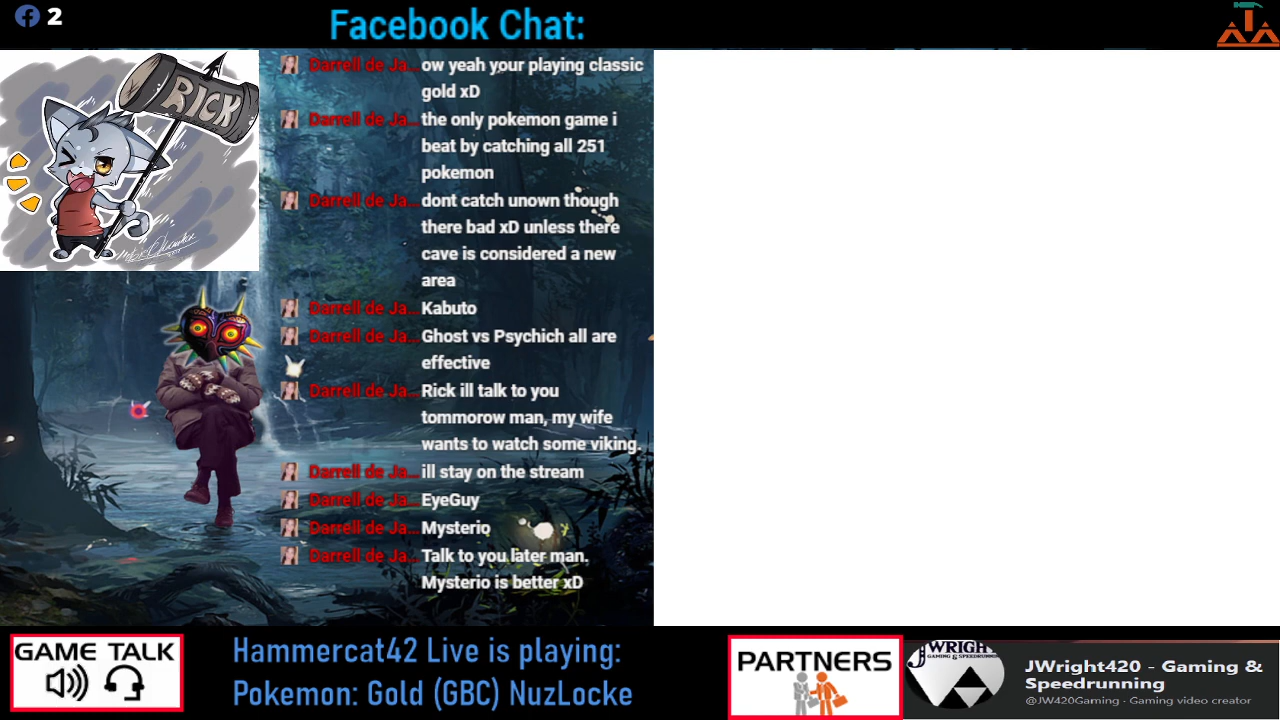 2
Facebook Chat:
RICK
Darrell de Ja... ow yeah your playing classic
gold xD
Darrell de Ja... the only pokemon game i
beat by catching all 251
pokemon
Darrell de Ja... dont catch unown though
there bad xD unless there
cave is considered a new
area
Darrell de Ja... Kabuto
Darrell de Ja... Ghost vs Psychich all are
effective
Darrell de Ja... Rick ill talk to you
tommorow man, my wife
wants to watch some viking.
Darrell de Ja... ill stay on the stream
Darrell de Ja... EyeGuy
Darrell de Ja... Mysterio
Darrell de Ja... Talk to you later man.
Mysterio is better xD
GAME TALK
Hammercat42 Live is playing:
Pokemon: Gold (GBC) NuzLocke
PARTNERS
JWRIGHT
GAMING & SPEEDRUNNING
JWright420 - Gaming &
Speedrunning
@JW420Gaming - Gaming video creator